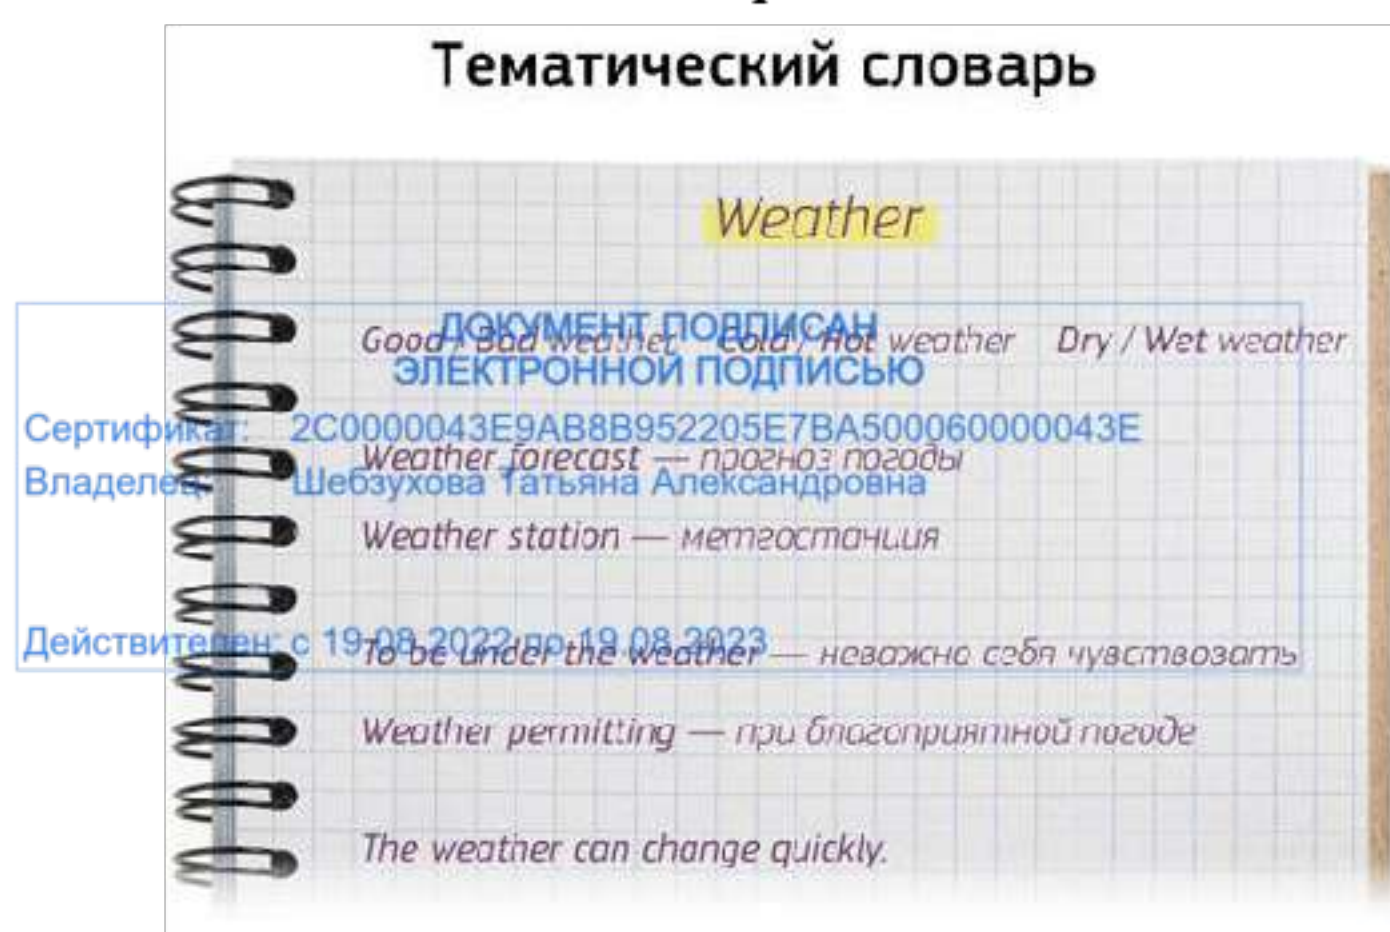 Тематический словарь
Weather
Good / Bad weather Cold / Hot weather Dry / Wet weather
ДОКУМЕНТ ПОДПИСАН
ЭЛЕКТРОННОЙ ПОДПИСЬЮ
Сертификат: 2C0000043E9AB8B952205E7BA500060000043E
Weather forecast — прогноз погоды
Владелец: Шебзухова Татьяна Александровна
Weather station — метеостанция
Действителен: с 19.08.2022 по 19.08.2023
To be under the weather — неважно себя чувствовать
Weather permitting — при благоприятной погоде
The weather can change quickly.